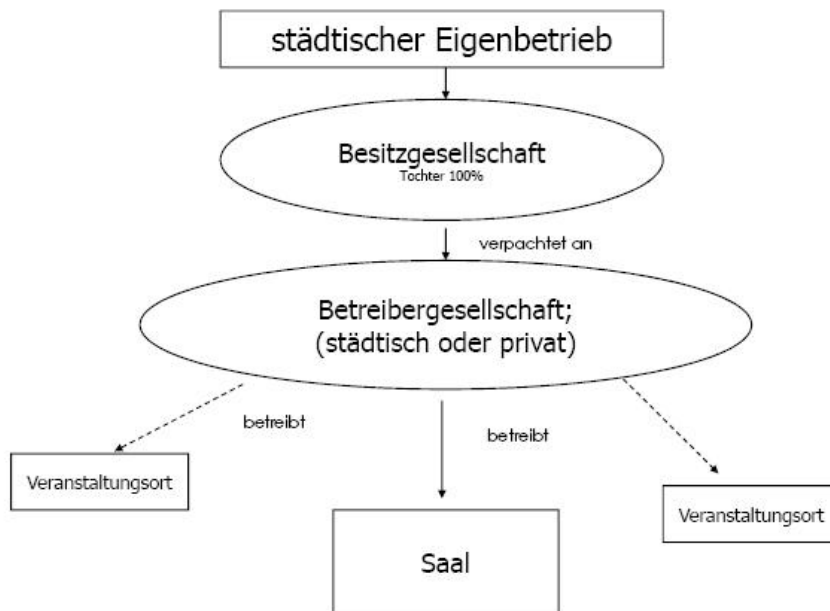 städtischer Eigenbetrieb
Besitzgesellschaft
Tochter 100%
verpachtet an
Betreibergesellschaft;
(städtisch oder privat)
betreibt
betreibt
Veranstaltungsort
Veranstaltungsort
Saal